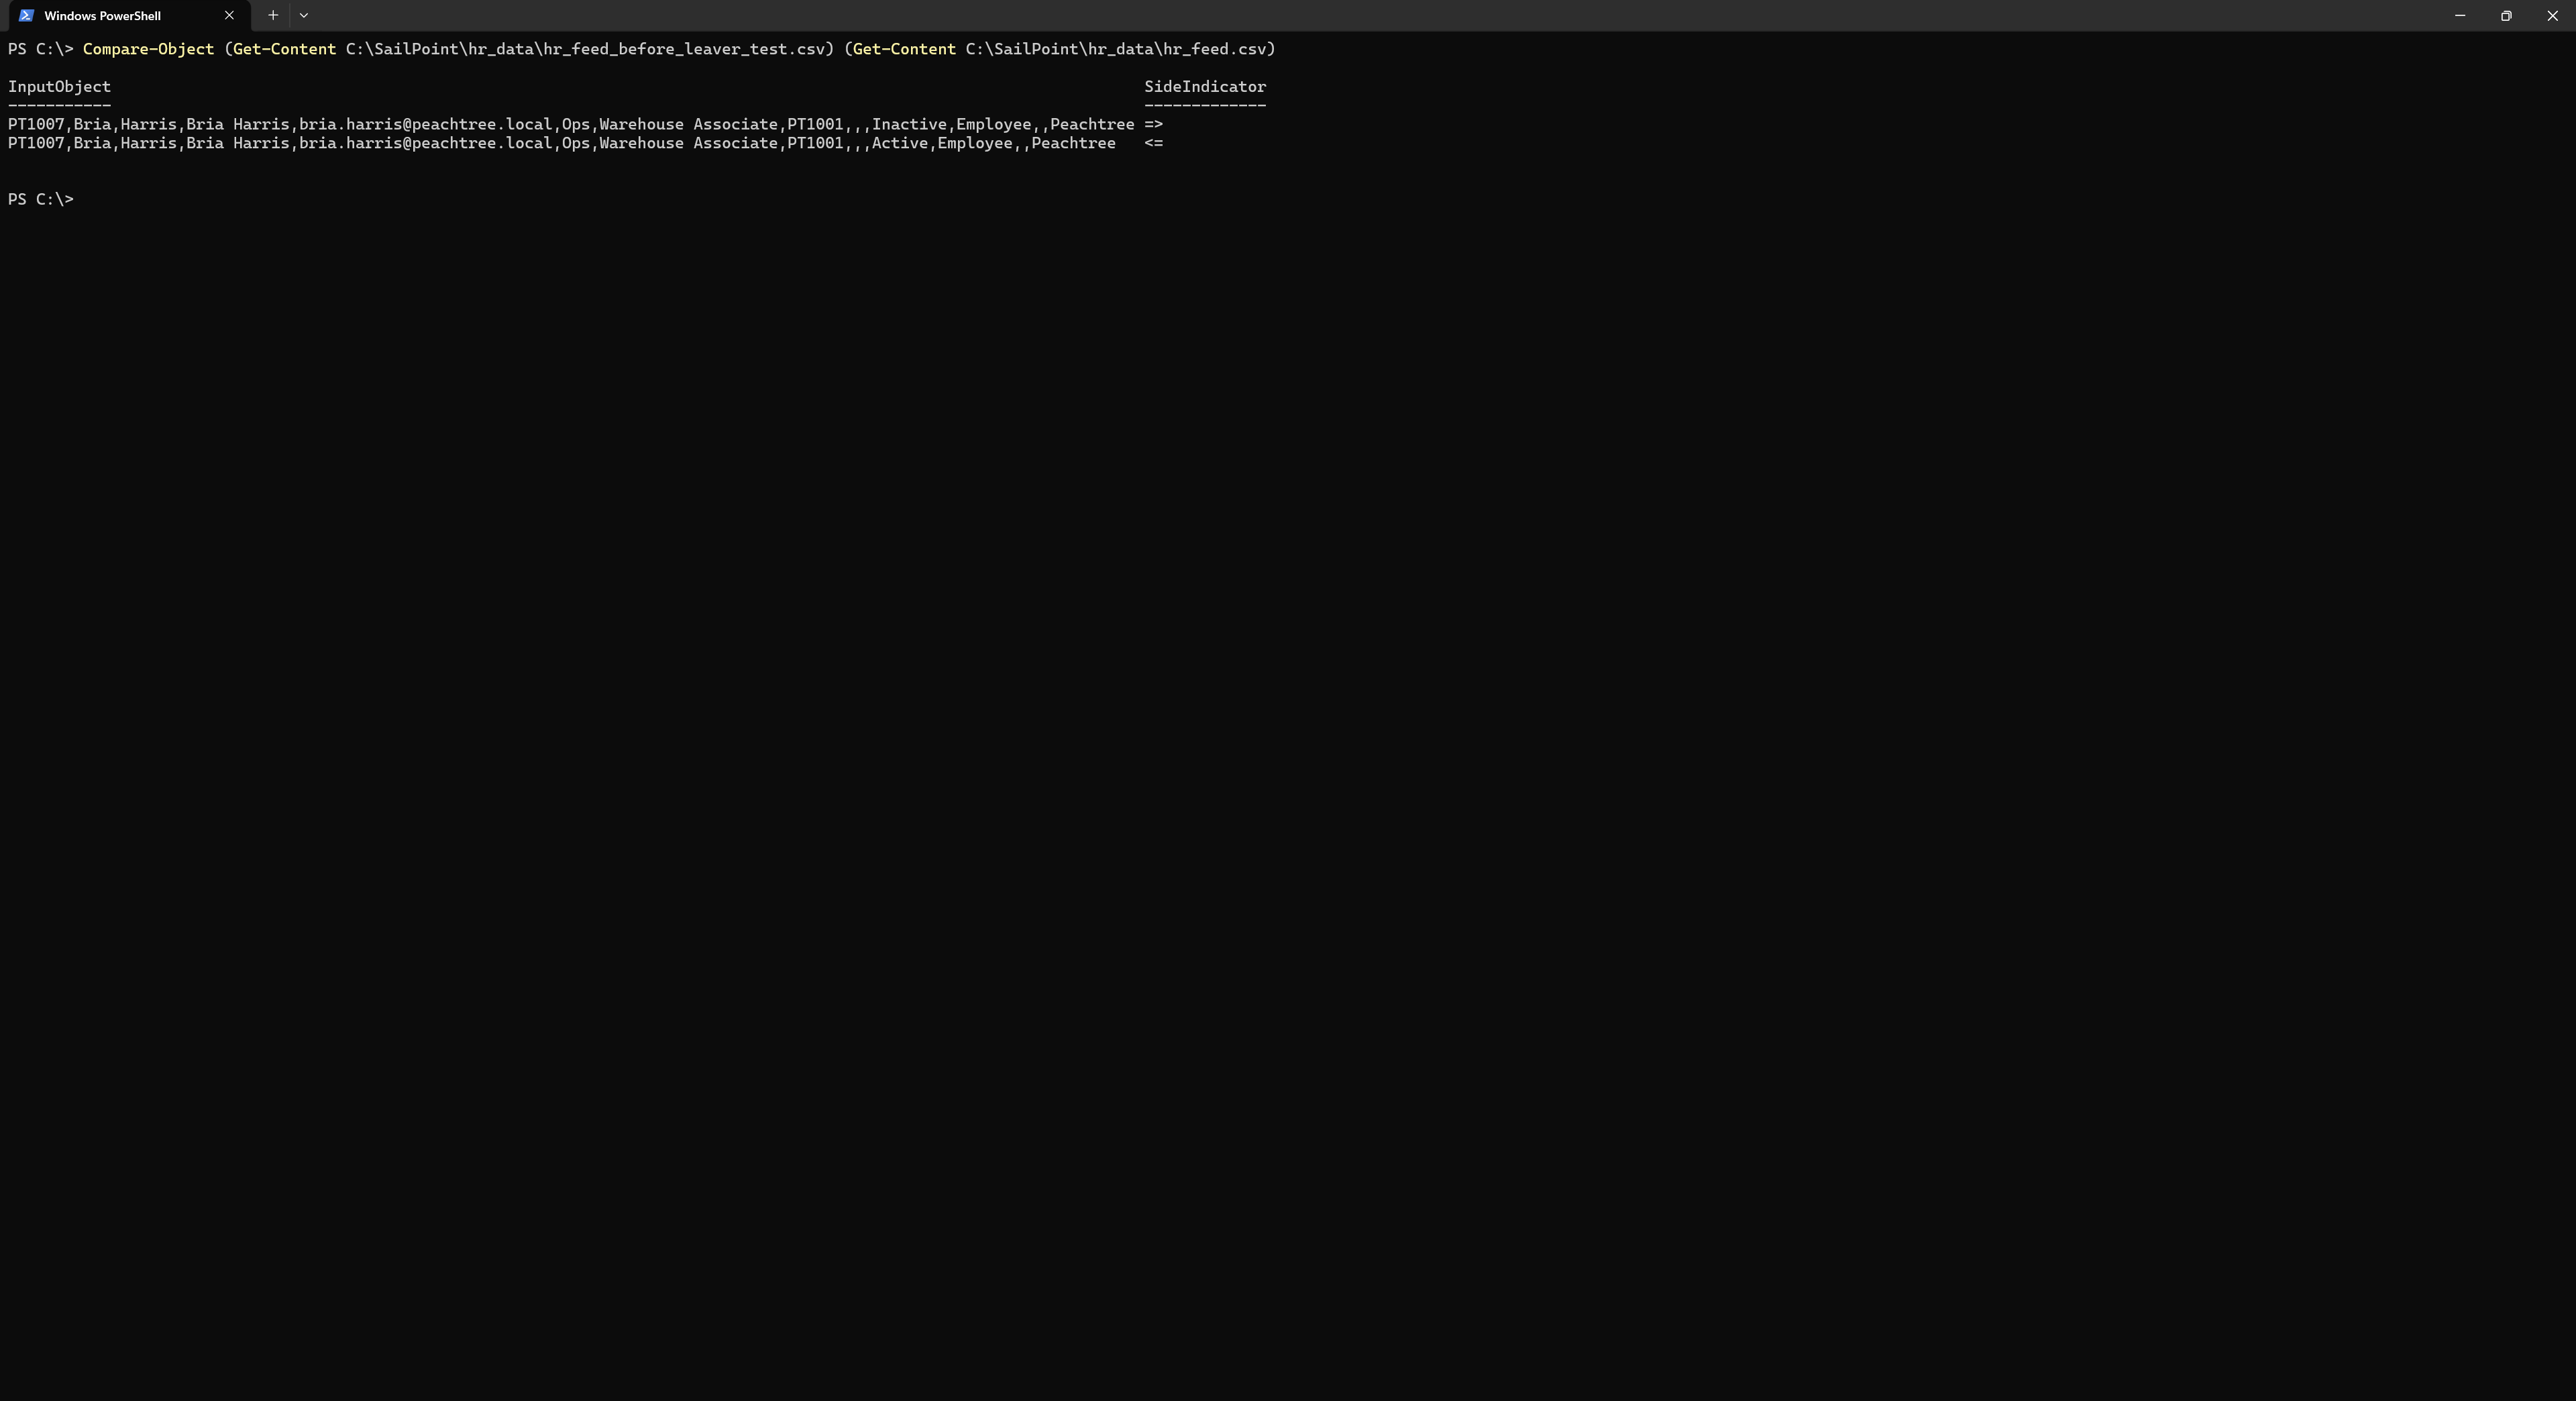 Windows PowerShell
PS C:\> Compare-Object (Get-Content C:\SailPoint\hr_data\hr_feed_before_leaver_test.csv) (Get-Content C:\SailPoint\hr_data\hr_feed.csv)
InputObject SideIndicator
----------- -------------
PT1007,Bria,Harris,Bria Harris,bria.harris@peachtree.local,Ops,Warehouse Associate,PT1001,,,Inactive,Employee,,Peachtree =>
PT1007,Bria,Harris,Bria Harris,bria.harris@peachtree.local,Ops,Warehouse Associate,PT1001,,,Active,Employee,,Peachtree <=
PS C:\>